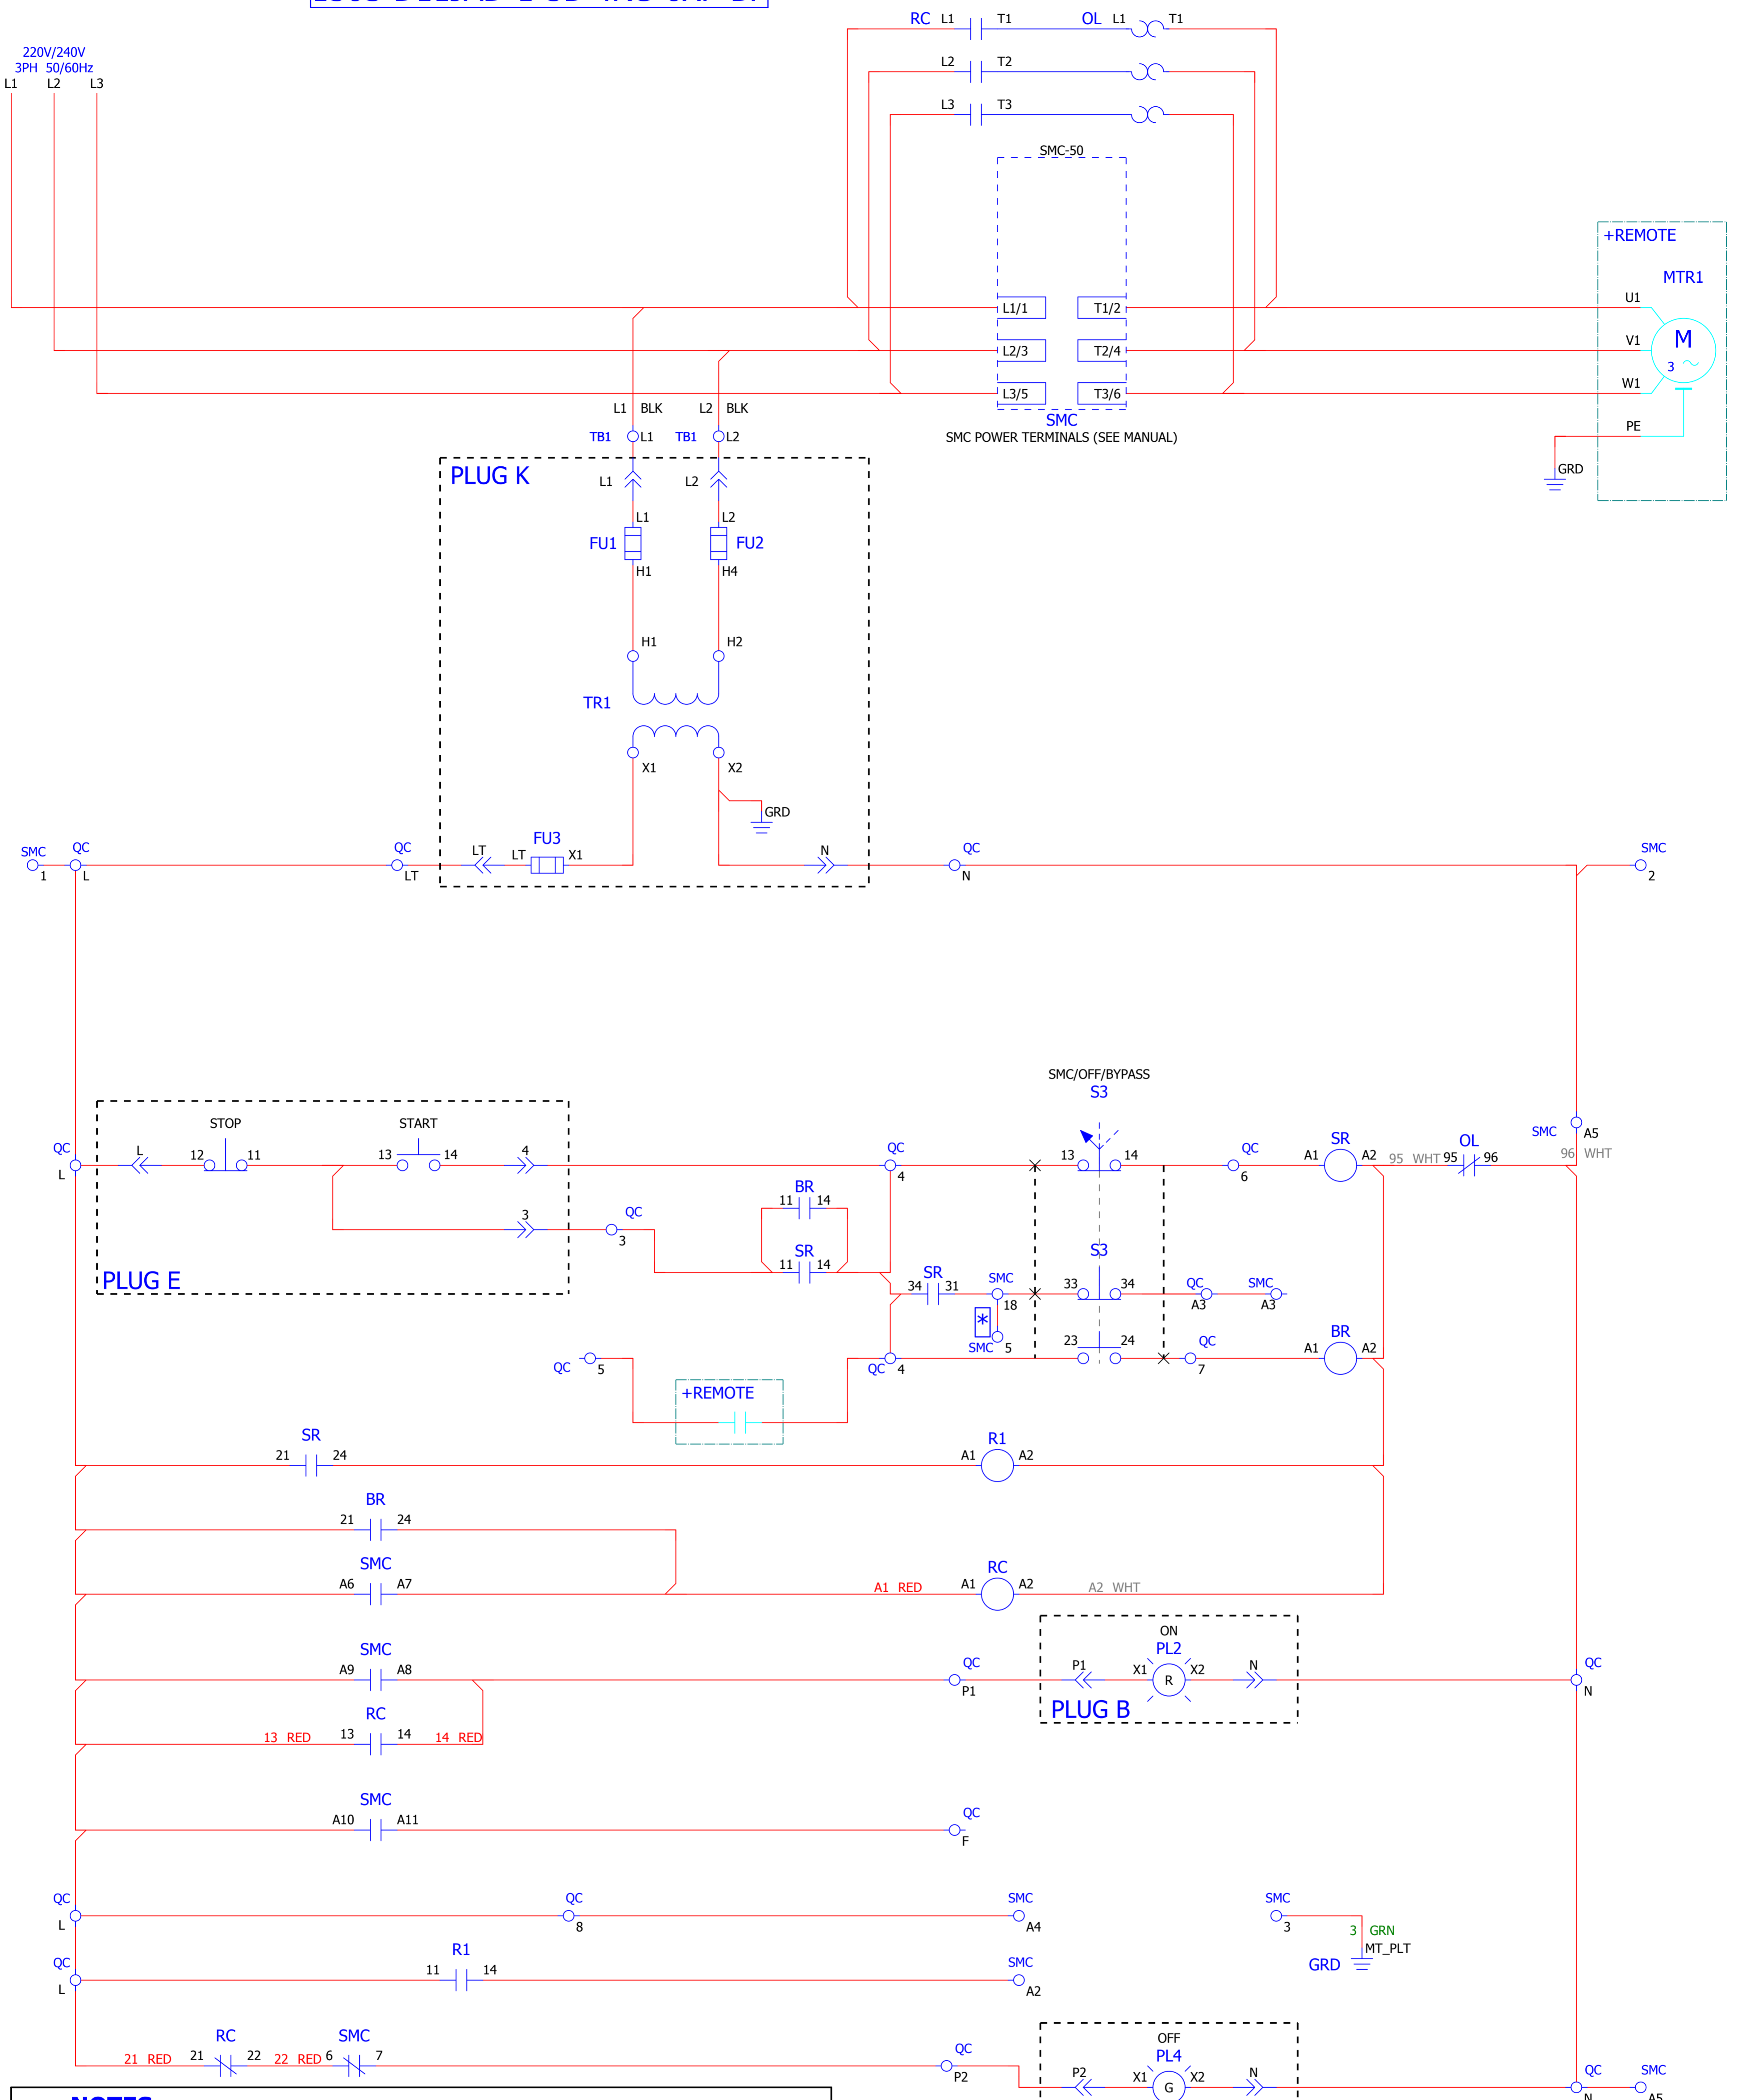 RC L1 T1 OL L1 T1
220V/240V
3PH 50/60Hz
L1 L2 L3
L2 T2
L3 T3
SMC-50
+REMOTE
MTR1
L1/1 T1/2 U1
M
3
L2/3 T2/4 V1
L3/5 T3/6 W1
L1 BLK L2 BLK
SMC
PE
TB1 L1 TB1 L2
SMC POWER TERMINALS (SEE MANUAL)
GRD
PLUG K
L1 L2
L1 L2
FU1 FU2
H1 H4
H1 H2
TR1
X1 X2
GRD
FU3
SMC QC QC LT LT X1 N QC SMC
1 L LT N 2
SMC/OFF/BYPASS
S3
STOP START
SMC A5
QC L 12 11 13 14 4 QC 13 14 QC SR OL
A1 A2 95 WHT 95 96 96 WHT
L 4 6
BR
11 14
3 QC
3
SR S3
11 14
PLUG E
SR SMC QC SMC
34 31 33 34
18 A3 A3
*
SMC 5 23 24 QC BR
A1 A2
QC 5 QC 4 7
+REMOTE
SR R1
21 24 A1 A2
BR
21 24
SMC RC
A6 A7 A1 RED A1 A2 A2 WHT
ON
SMC QC PL2 QC
A9 A8 P1 X1 R X2 N
P1 N
PLUG B
RC
13 RED 13 14 14 RED
SMC QC
A10 A11
F
QC QC SMC SMC
L 8 A4 3
3 GRN
MT_PLT
GRD
QC R1 SMC
11 14
L A2
OFF
RC SMC QC PL4
21 RED 21 22 22 RED 6 7
P2 P2 X1 G X2 N QC SMC